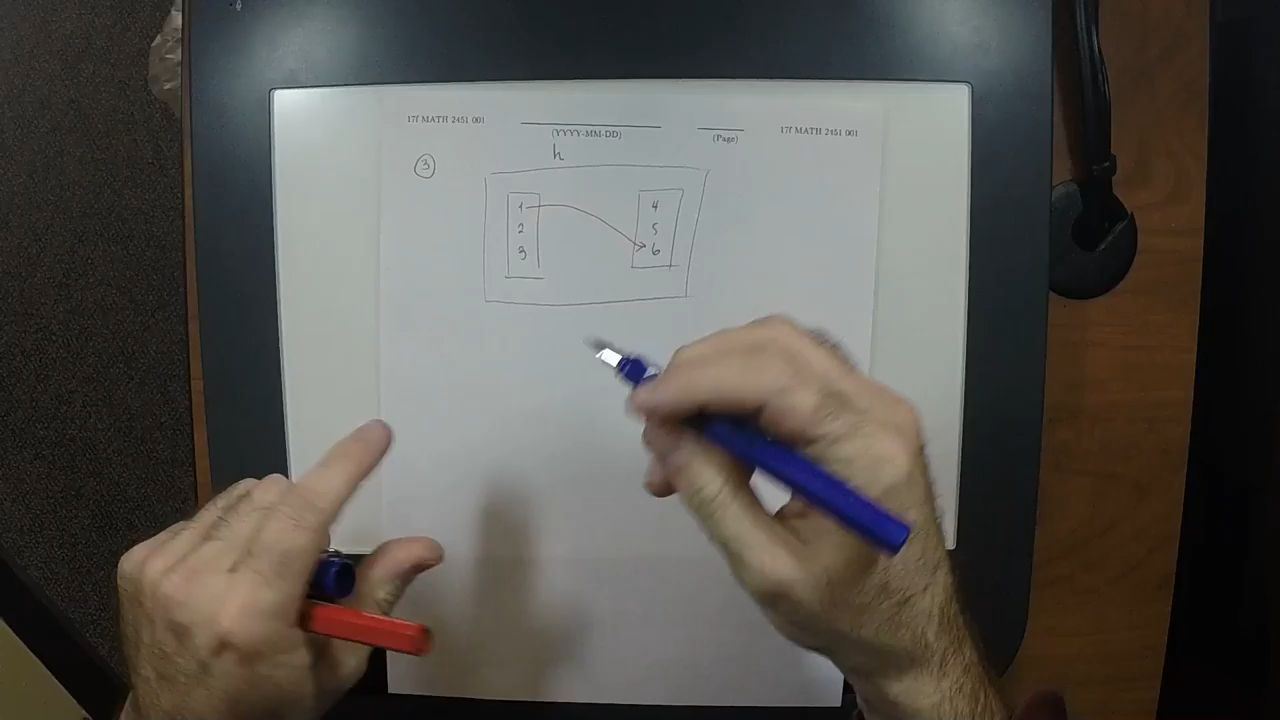 17f MATH 2451 001 (YYYY-MM-DD) (Page) 17f MATH 2451 001
h
3
1 4
2 5
3 6